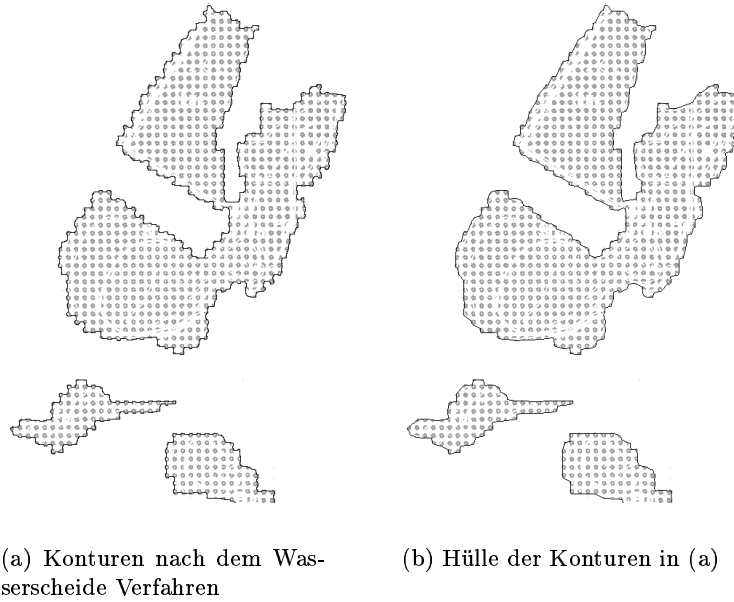 (a) Konturen nach dem Was-
serscheide Verfahren
(b) Hülle der Konturen in (a)